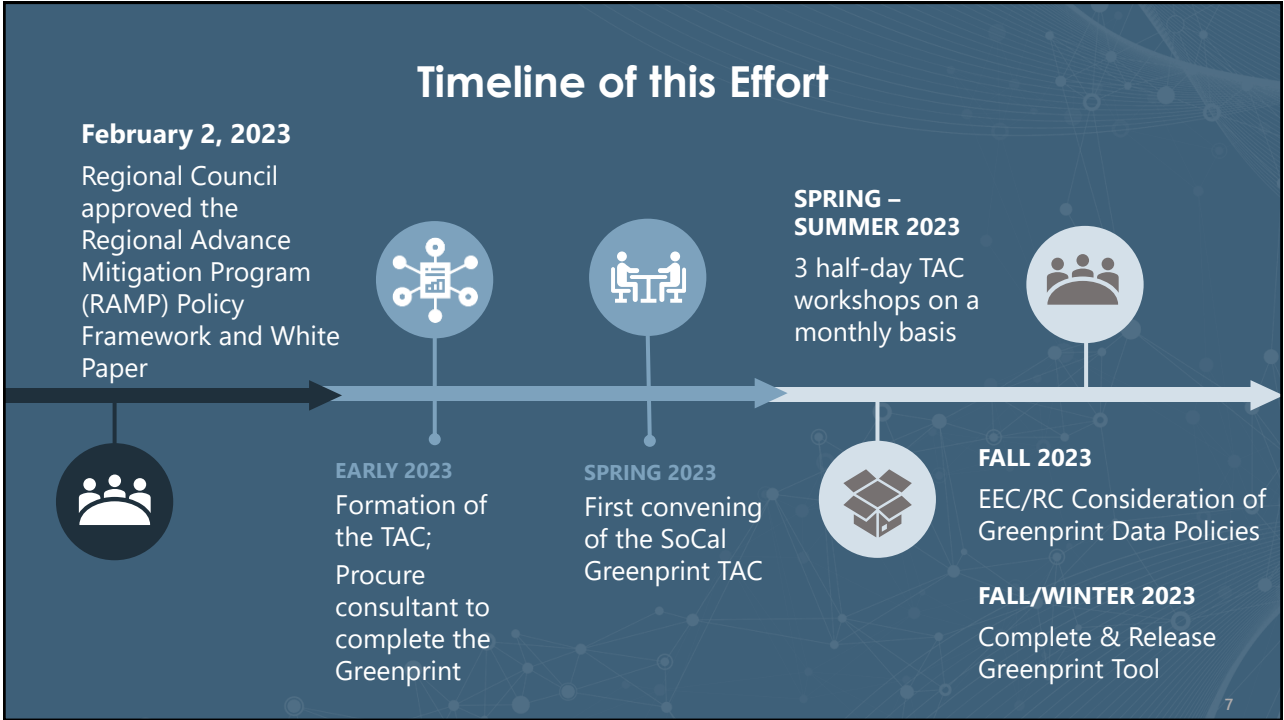 Timeline of this Effort
February 2, 2023
Regional Council
approved the
Regional Advance
Mitigation Program
(RAMP) Policy
Framework and White
Paper
EARLY 2023
Formation of
the TAC;
Procure
consultant to
complete the
Greenprint
SPRING 2023
First convening
of the SoCal
Greenprint TAC
SPRING –
SUMMER 2023
3 half-day TAC
workshops on a
monthly basis
FALL 2023
EEC/RC Consideration of
Greenprint Data Policies
FALL/WINTER 2023
Complete & Release
Greenprint Tool
7